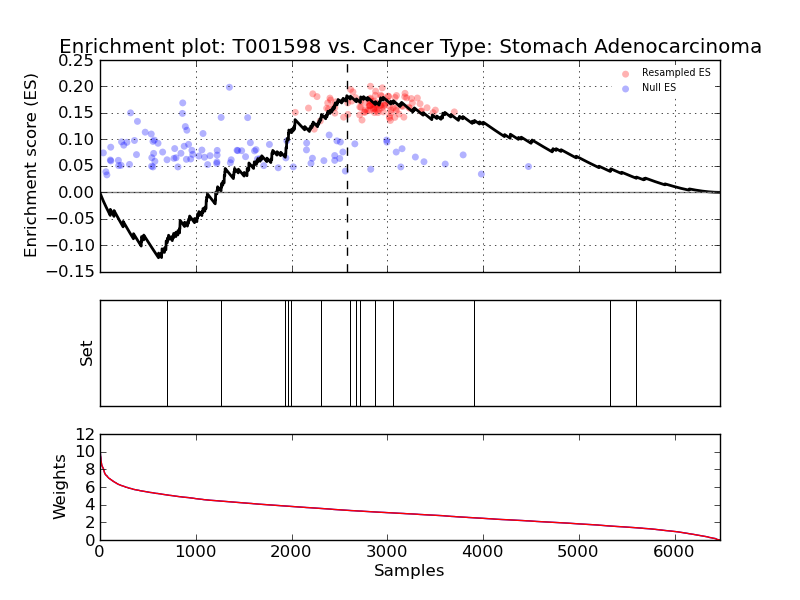 Enrichment plot: T001598 vs. Cancer Type: Stomach Adenocarcinoma
Enrichment score (ES)
0.25
0.20
0.15
0.10
0.05
0.00
−0.05
−0.10
−0.15
Resampled ES
Null ES
Set
Weights
12
10
8
6
4
2
0
0 1000 2000 3000 4000 5000 6000
Samples